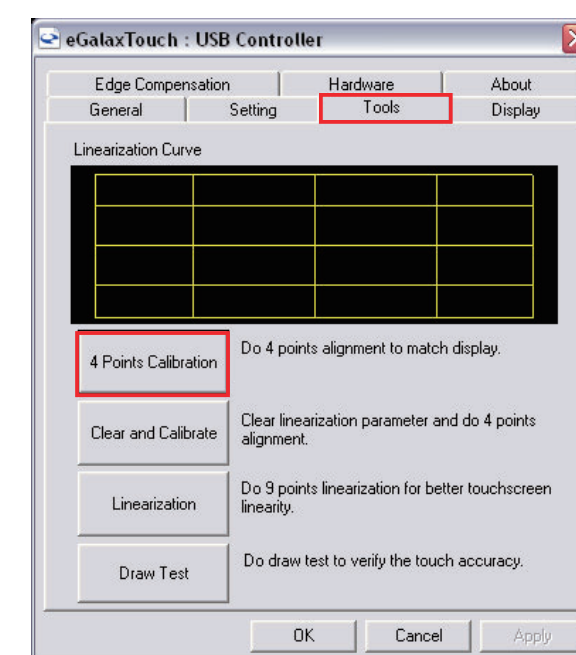 eGalaxTouch : USB Controller
Edge Compensation Hardware About
General Setting Tools Display
Linearization Curve
4 Points Calibration
Do 4 points alignment to match display.
Clear and Calibrate
Clear linearization parameter and do 4 points
alignment.
Linearization
Do 9 points linearization for better touchscreen
linearity.
Draw Test
Do draw test to verify the touch accuracy.
OK Cancel Apply